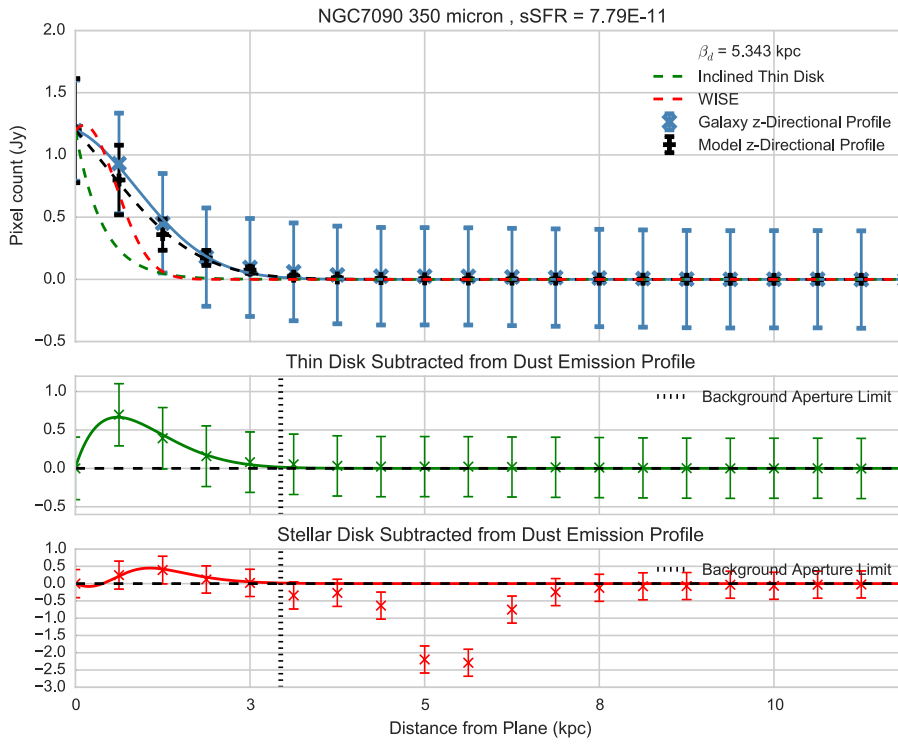 NGC7090 350 micron , sSFR = 7.79E-11
2.0
1.5
1.0
0.5
0.0
−0.5
Pixel count (Jy)
β_d = 5.343 kpc
Inclined Thin Disk
WISE
Galaxy z-Directional Profile
Model z-Directional Profile
Thin Disk Subtracted from Dust Emission Profile
1.0
0.5
0.0
−0.5
Background Aperture Limit
Stellar Disk Subtracted from Dust Emission Profile
1.0
0.5
0.0
−0.5
−1.0
−1.5
−2.0
−2.5
−3.0
Background Aperture Limit
0 3 5 8 10
Distance from Plane (kpc)